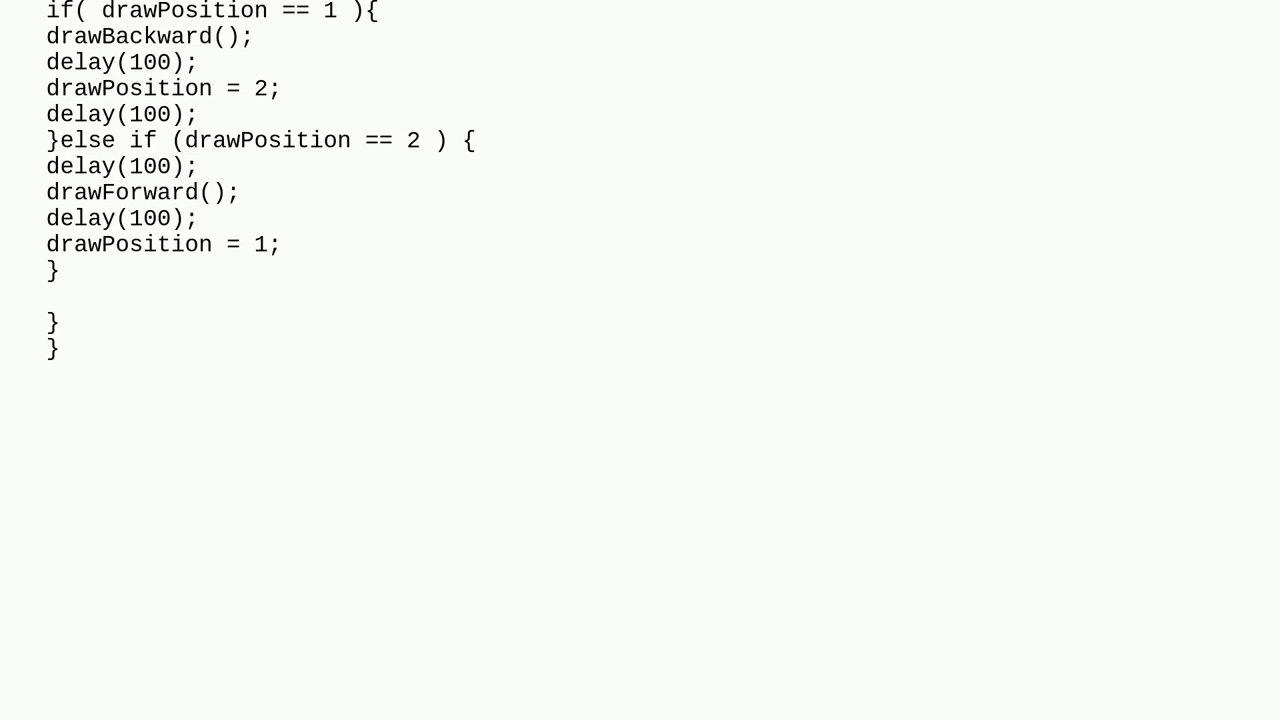 if( drawPosition == 1 ){
drawBackward();
delay(100);
drawPosition = 2;
delay(100);
}else if (drawPosition == 2 ) {
delay(100);
drawForward();
delay(100);
drawPosition = 1;
}
}
}